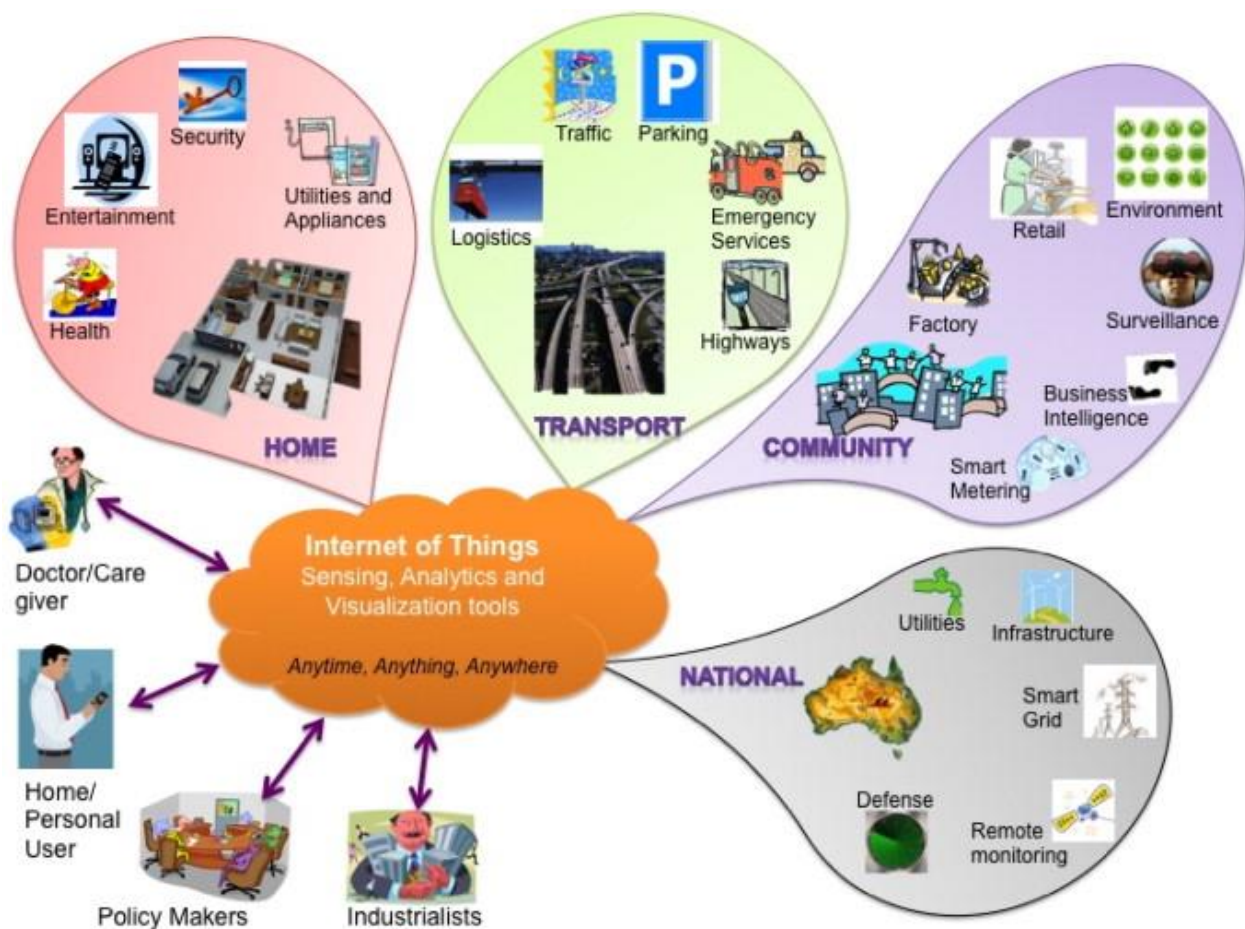 Security
Entertainment
Utilities and
Appliances
Health
HOME
P
Traffic
Parking
Logistics
Emergency
Services
Highways
TRANSPORT
Retail
Environment
Factory
Surveillance
Business
Intelligence
COMMUNITY
Smart
Metering
Internet of Things
Sensing, Analytics and
Visualization tools
Anytime, Anything, Anywhere
Doctor/Care
giver
Home/
Personal
User
Policy Makers
Industrialists
NATIONAL
Utilities
Infrastructure
Smart
Grid
Defense
Remote
monitoring